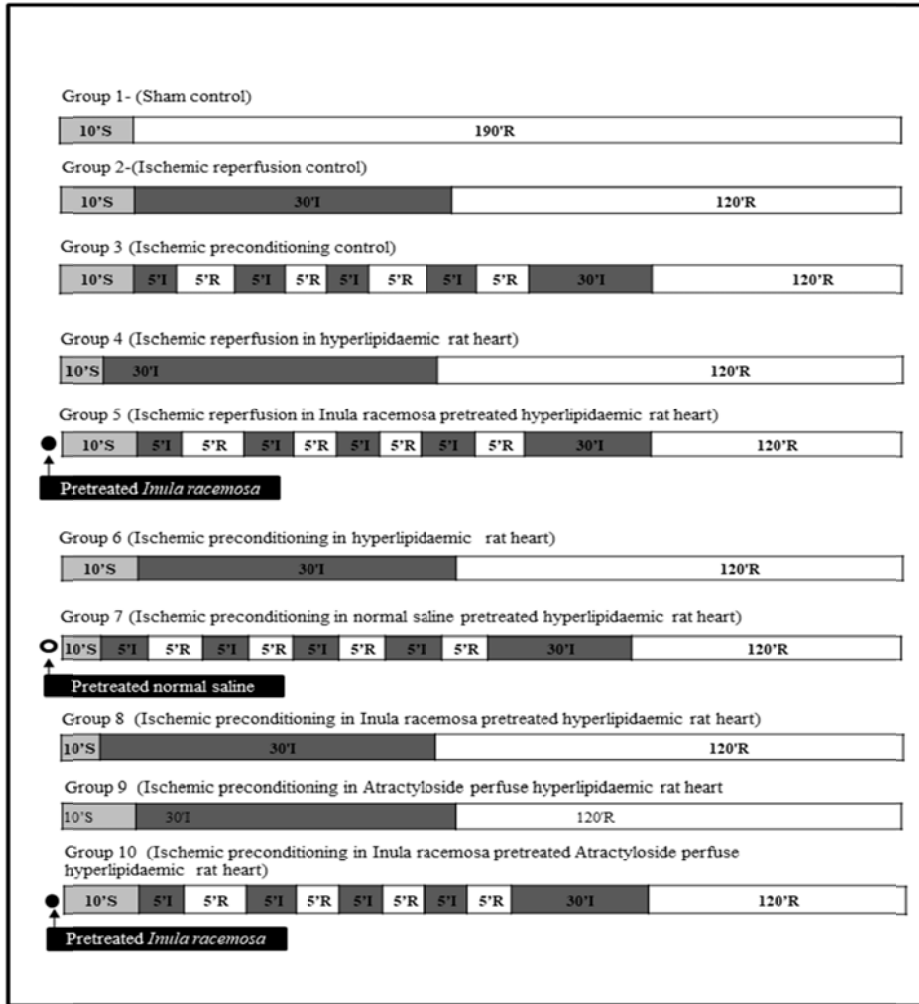 Group 1- (Sham control)
10'S 190'R
Group 2-(Ischemic reperfusion control)
10'S 30'I 120'R
Group 3 (Ischemic preconditioning control)
10'S 5'I 5'R 5'I 5'R 5'I 5'R 5'I 5'R 30'I 120'R
Group 4 (Ischemic reperfusion in hyperlipidaemic rat heart)
10'S 30'I 120'R
Group 5 (Ischemic reperfusion in Inula racemosa pretreated hyperlipidaemic rat heart)
10'S 5'I 5'R 5'I 5'R 5'I 5'R 5'I 5'R 30'I 120'R
Pretreated Inula racemosa
Group 6 (Ischemic preconditioning in hyperlipidaemic rat heart)
10'S 30'I 120'R
Group 7 (Ischemic preconditioning in normal saline pretreated hyperlipidaemic rat heart)
10'S 5'I 5'R 5'I 5'R 5'I 5'R 5'I 5'R 30'I 120'R
Pretreated normal saline
Group 8 (Ischemic preconditioning in Inula racemosa pretreated hyperlipidaemic rat heart)
10'S 30'I 120'R
Group 9 (Ischemic preconditioning in Atractyloside perfuse hyperlipidaemic rat heart
10'S 30'I 120'R
Group 10 (Ischemic preconditioning in Inula racemosa pretreated Atractyloside perfuse
hyperlipidaemic rat heart)
10'S 5'I 5'R 5'I 5'R 5'I 5'R 5'I 5'R 30'I 120'R
Pretreated Inula racemosa